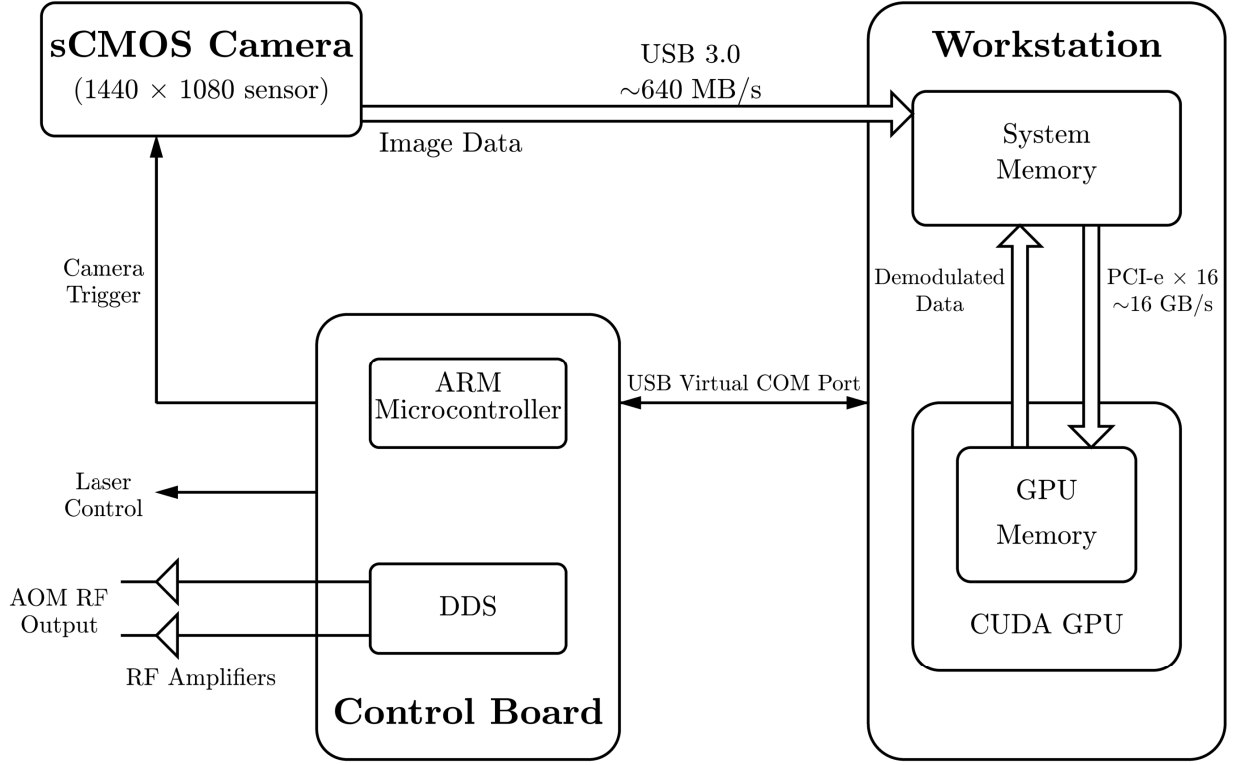 sCMOS Camera
(1440 × 1080 sensor)
USB 3.0
~640 MB/s
Image Data
Workstation
System
Memory
Camera
Trigger
Demodulated
Data
PCI-e × 16
~16 GB/s
ARM
Microcontroller
USB Virtual COM Port
Laser
Control
GPU
Memory
CUDA GPU
AOM RF
Output
DDS
RF Amplifiers
Control Board